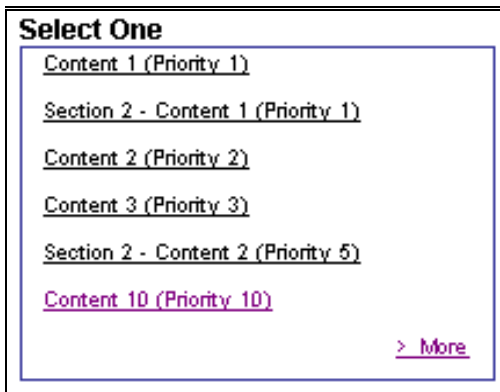 Select One
Content 1 (Priority 1)
Section 2 - Content 1 (Priority 1)
Content 2 (Priority 2)
Content 3 (Priority 3)
Section 2 - Content 2 (Priority 5)
Content 10 (Priority 10)
> More